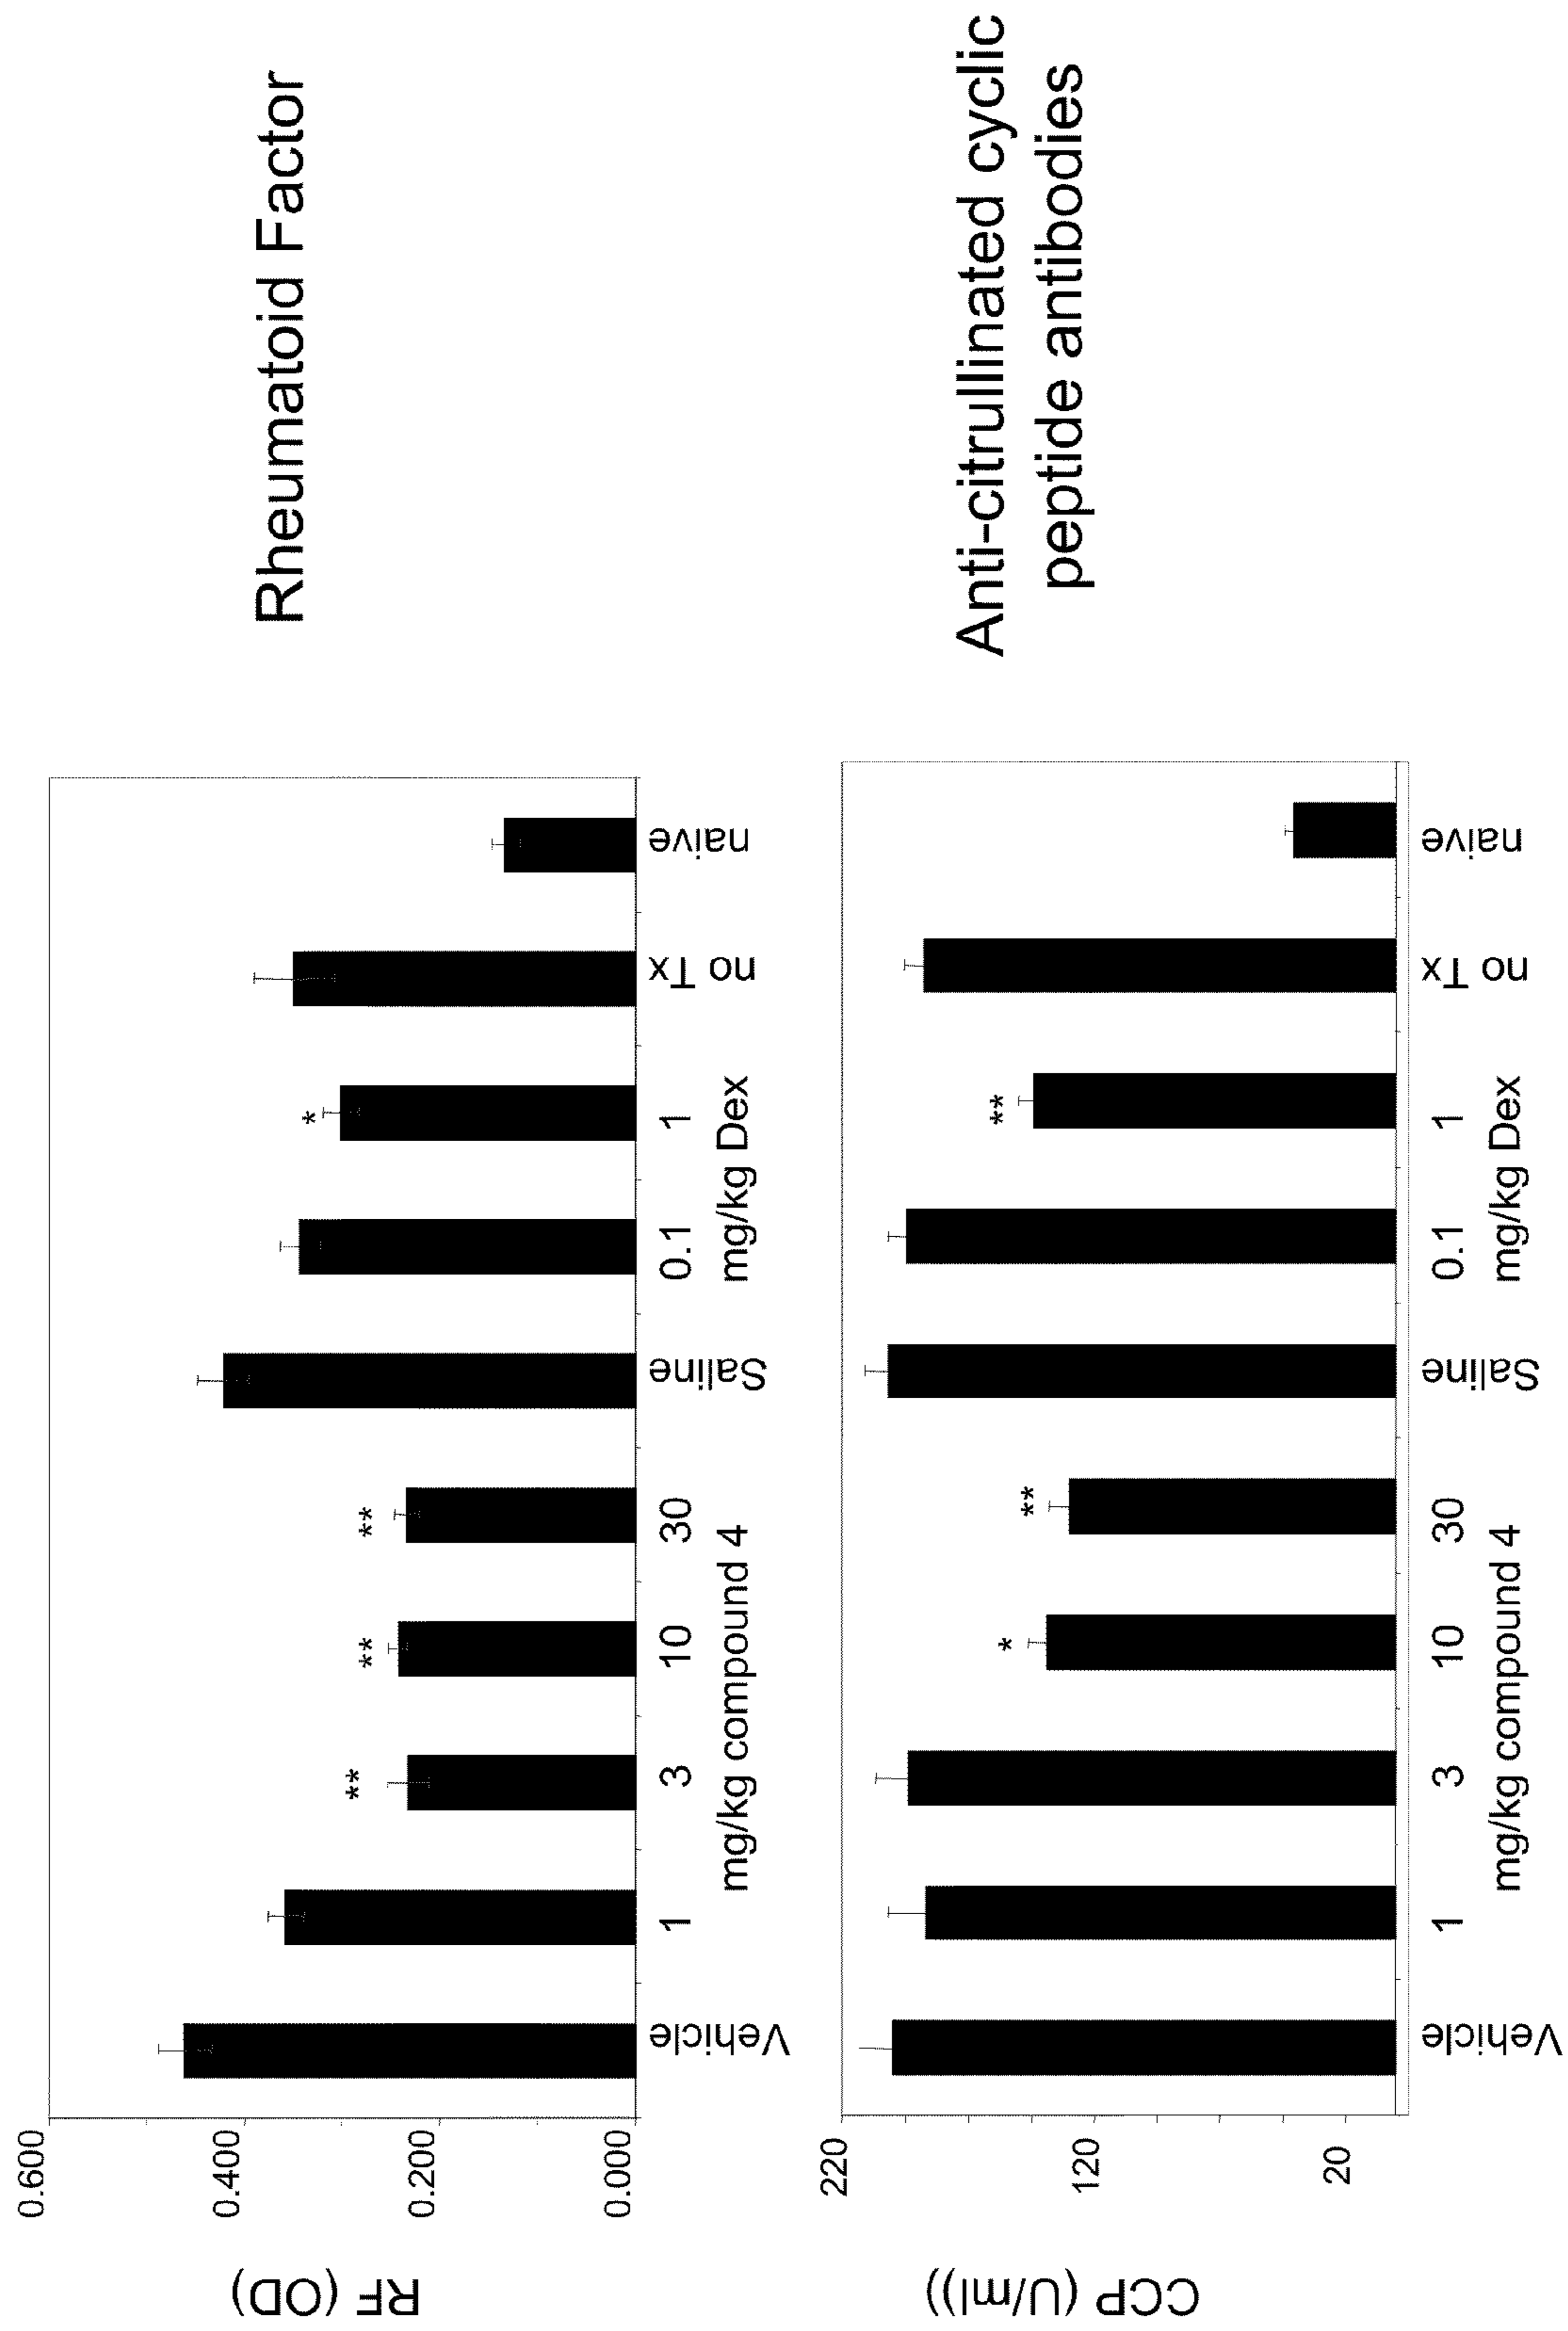 Rheumatoid Factor
RF (OD)
0.600
0.400
0.200
0.000
** ** ** *
Vehicle 1 3 10 30 Saline 0.1 1 no Tx naive
mg/kg compound 4 mg/kg Dex
Anti-citrullinated cyclic
peptide antibodies
CCP (U/ml))
220
120
20
* ** **
Vehicle 1 3 10 30 Saline 0.1 1 no Tx naive
mg/kg compound 4 mg/kg Dex